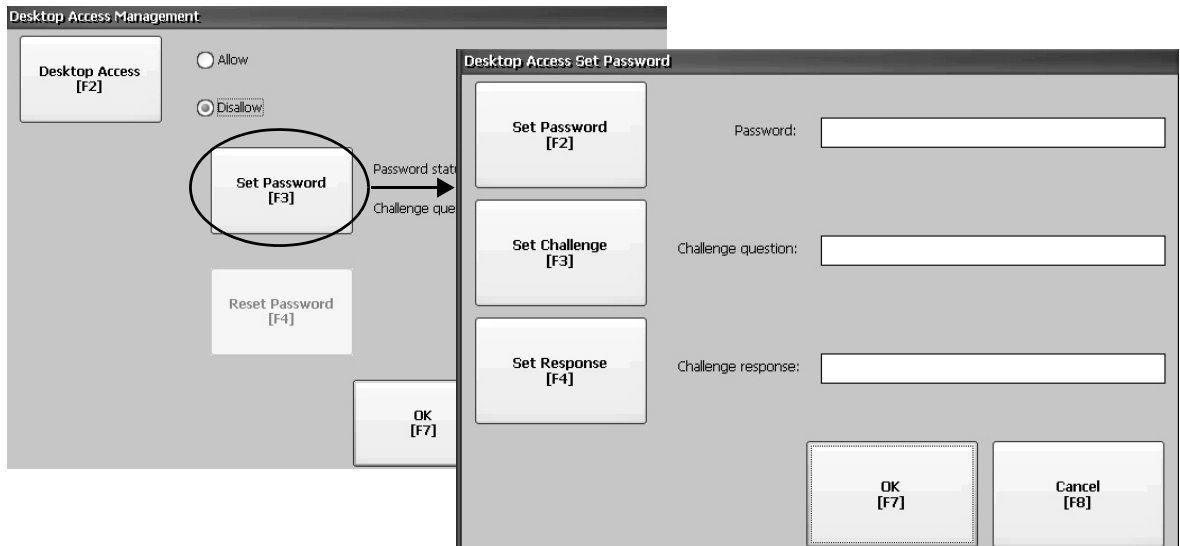 Desktop Access Management
Desktop Access
[F2]
Allow
Disallow
Set Password
[F3]
Password
Challenge
Reset Password
[F4]
OK
[F7]
Desktop Access Set Password
Set Password
[F2]
Password:
Set Challenge
[F3]
Challenge question:
Set Response
[F4]
Challenge response:
OK
[F7]
Cancel
[F8]